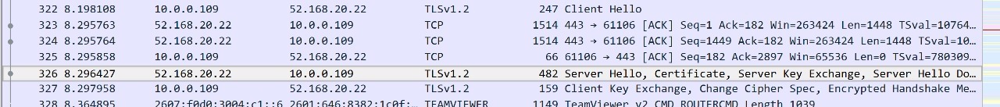 322 8.198108 10.0.0.109 52.168.20.22 TLSv1.2 247 Client Hello
323 8.295763 52.168.20.22 10.0.0.109 TCP 1514 443 → 61106 [ACK] Seq=1 Ack=182 Win=263424 Len=1448 TSval=10764…
324 8.295764 52.168.20.22 10.0.0.109 TCP 1514 443 → 61106 [ACK] Seq=1449 Ack=182 Win=263424 Len=1448 TSval=10…
325 8.295858 10.0.0.109 52.168.20.22 TCP 66 61106 → 443 [ACK] Seq=182 Ack=2897 Win=65536 Len=0 TSval=780309…
326 8.296427 52.168.20.22 10.0.0.109 TLSv1.2 482 Server Hello, Certificate, Server Key Exchange, Server Hello Do…
327 8.297958 10.0.0.109 52.168.20.22 TLSv1.2 159 Client Key Exchange, Change Cipher Spec, Encrypted Handshake Me…
328 8.364895 2607:f0d0:3004:c1::6 2601:646:8382:1c0f:… TEAMVIEWER 1149 TeamViewer v2 CMD_ROUTERCMD Length 1039